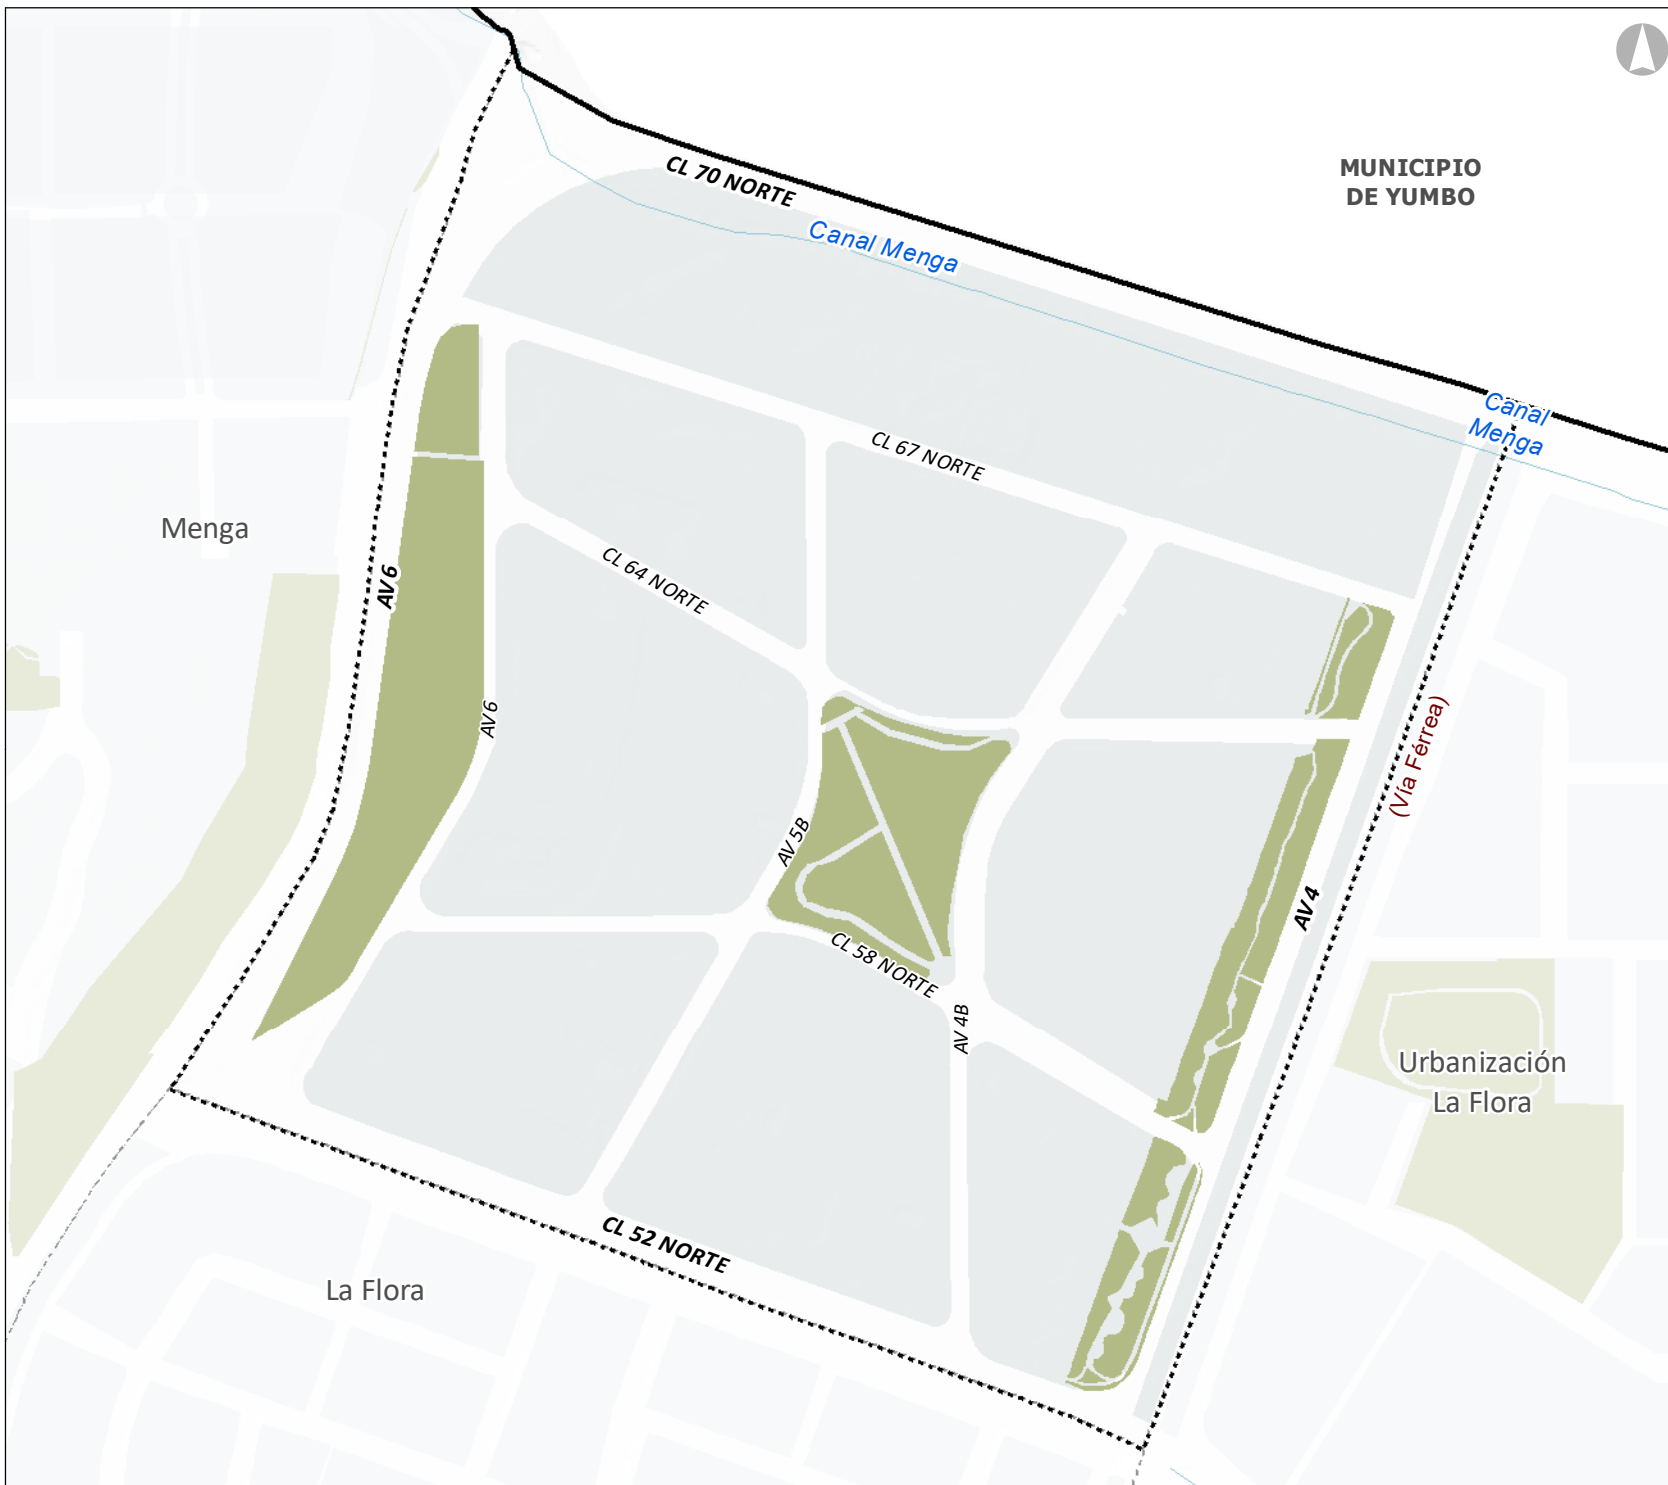 CL 70 NORTE
MUNICIPIO
DE YUMBO
Canal Menga
Canal
Menga
CL 67 NORTE
Menga
CL 64 NORTE
AV 6
AV 6
(Vía Férrea)
AV 5B
AV 4
CL 58 NORTE
AV 4B
Urbanización
La Flora
CL 52 NORTE
La Flora